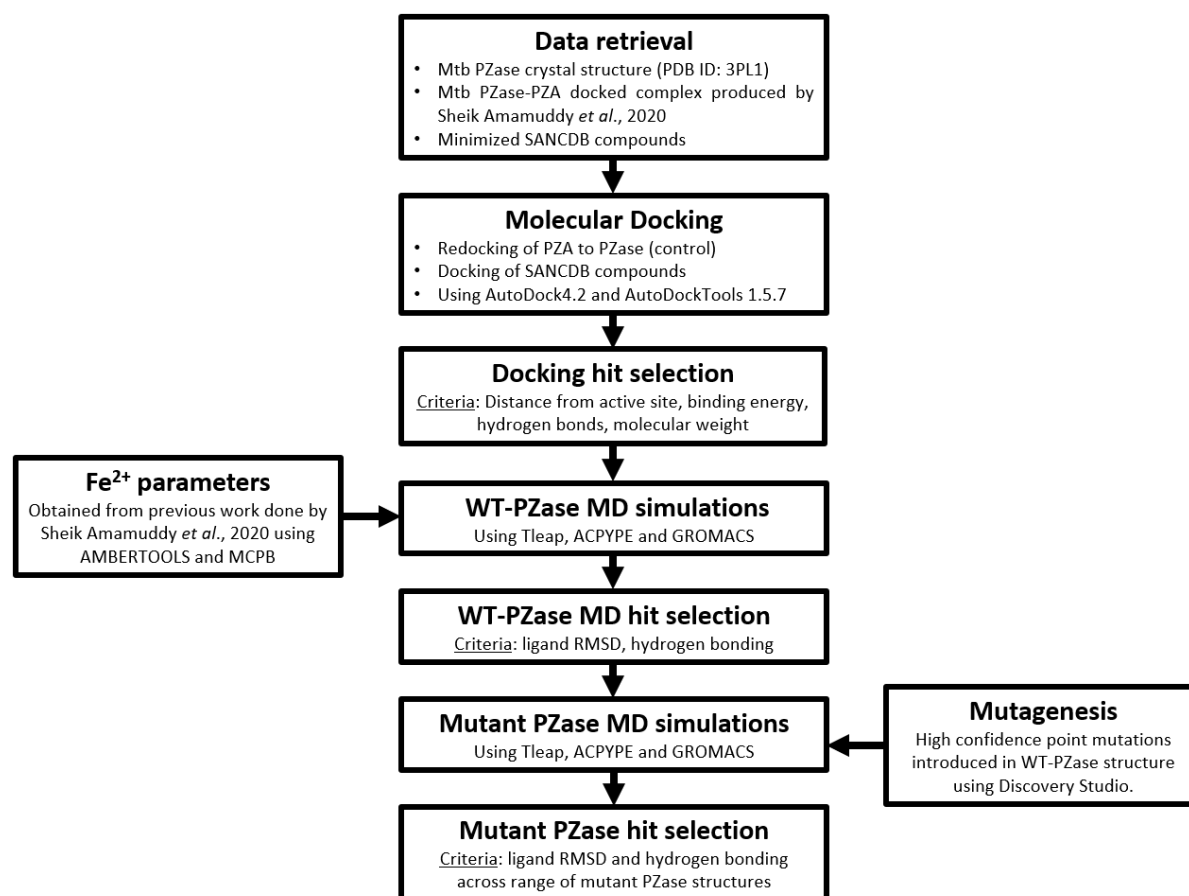 Data retrieval
• Mtb PZase crystal structure (PDB ID: 3PL1)
• Mtb PZase-PZA docked complex produced by
Sheik Amamuddy et al., 2020
• Minimized SANCDB compounds
Molecular Docking
• Redocking of PZA to PZase (control)
• Docking of SANCDB compounds
• Using AutoDock4.2 and AutoDockTools 1.5.7
Docking hit selection
Criteria: Distance from active site, binding energy,
hydrogen bonds, molecular weight
Fe²⁺ parameters
Obtained from previous work done by
Sheik Amamuddy et al., 2020 using
AMBERTOOLS and MCPB
WT-PZase MD simulations
Using Tleap, ACPYPE and GROMACS
WT-PZase MD hit selection
Criteria: ligand RMSD, hydrogen bonding
Mutant PZase MD simulations
Using Tleap, ACPYPE and GROMACS
Mutagenesis
High confidence point mutations
introduced in WT-PZase structure
using Discovery Studio.
Mutant PZase hit selection
Criteria: ligand RMSD and hydrogen bonding
across range of mutant PZase structures